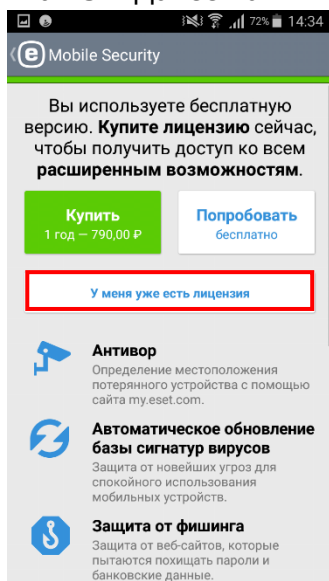 72% 14:34
e Mobile Security
Вы используете бесплатную
версию. Купите лицензию сейчас,
чтобы получить доступ ко всем
расширенным возможностям.
Купить
1 год — 790,00 ₽
Попробовать
бесплатно
У меня уже есть лицензия
Антивор
Определение местоположения
потерянного устройства с помощью
сайта my.eset.com.
Автоматическое обновление
базы сигнатур вирусов
Защита от новейших угроз для
спокойного использования
мобильных устройств.
Защита от фишинга
Защита от веб-сайтов, которые
пытаются похищать пароли и
банковские данные.